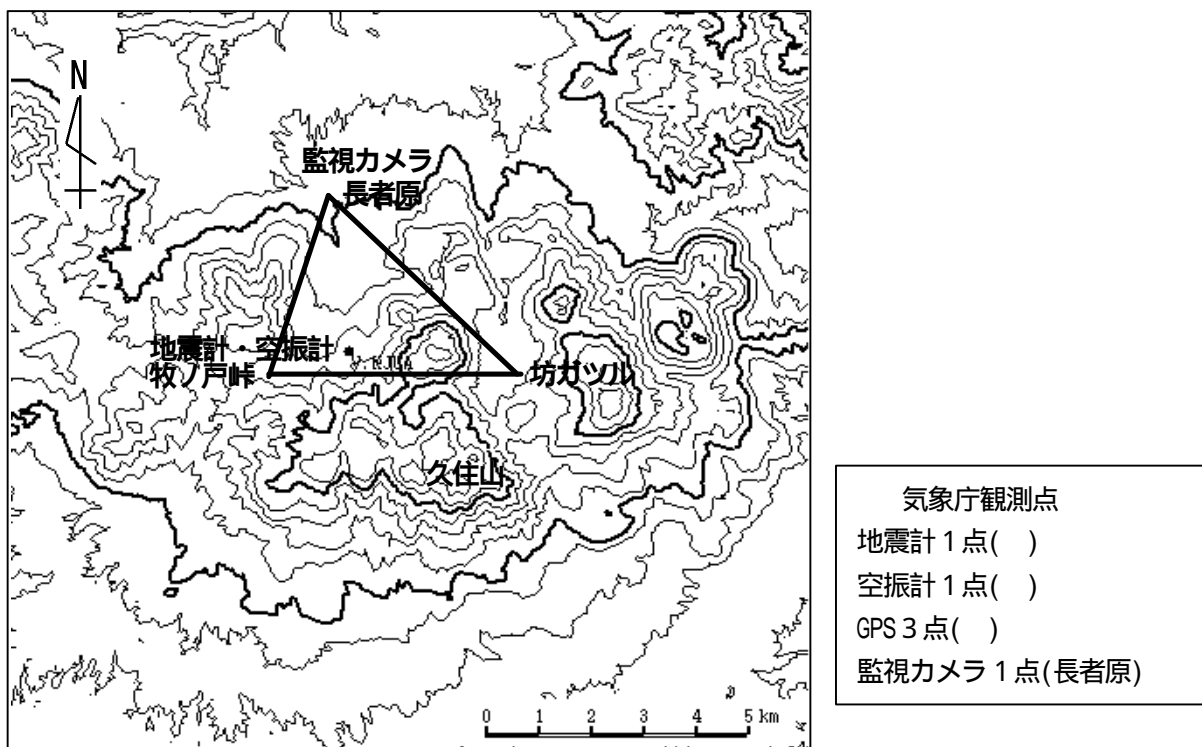 N
監視カメラ
長者原
地震計・空振計
牧ノ戸峠
坊ガツル
久住山
0 1 2 3 4 5 km
気象庁観測点
地震計1点( )
空振計1点( )
GPS3点( )
監視カメラ1点(長者原)